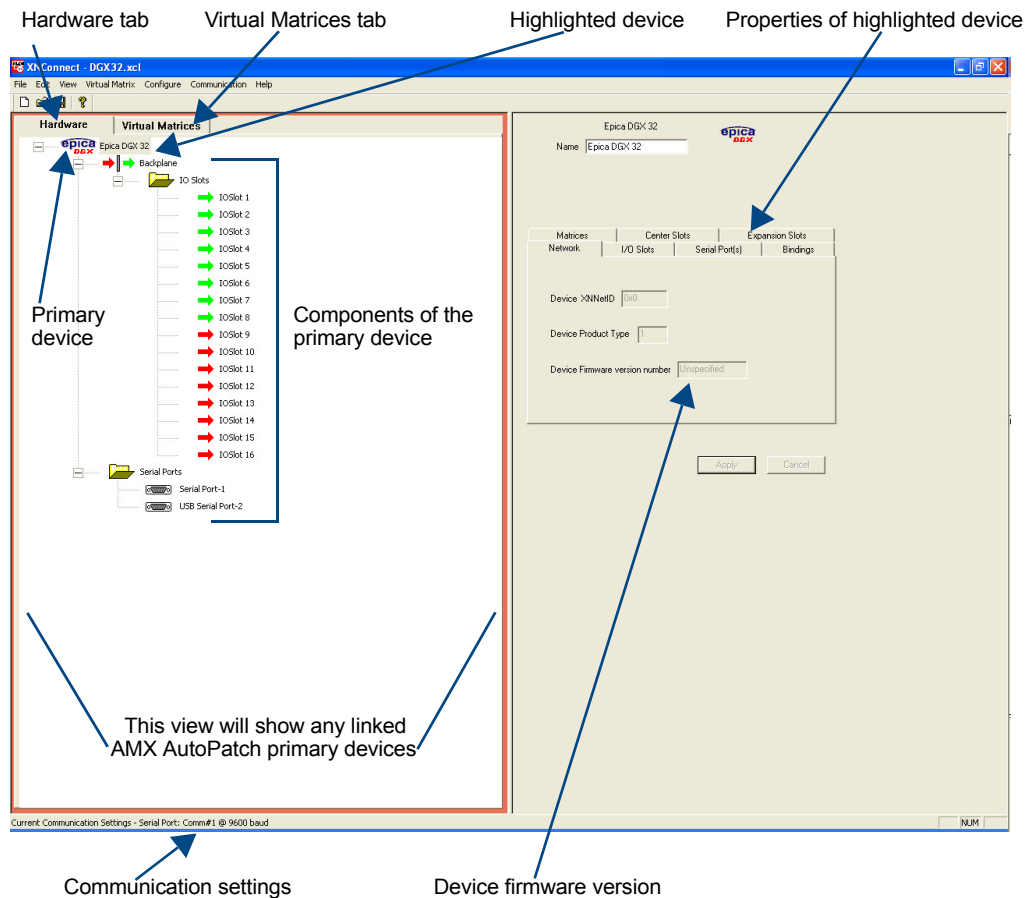 Hardware tab
Virtual Matrices tab
Highlighted device
Properties of highlighted device
XNConnect - DGX32.xcl
File Edit View Virtual Matrix Configure Communication Help
Hardware
Virtual Matrices
epica DGX
Epica DGX 32
Backplane
IO Slots
IOSlot 1
IOSlot 2
IOSlot 3
IOSlot 4
IOSlot 5
IOSlot 6
IOSlot 7
IOSlot 8
IOSlot 9
IOSlot 10
IOSlot 11
IOSlot 12
IOSlot 13
IOSlot 14
IOSlot 15
IOSlot 16
Serial Ports
Serial Port-1
USB Serial Port-2
Primary
device
Components of the
primary device
This view will show any linked
AMX AutoPatch primary devices
Epica DGX 32
epica DGX
Name Epica DGX 32
Matrices Center Slots Expansion Slots
Network I/O Slots Serial Port(s) Bindings
Device XNNetID 0x0
Device Product Type 1
Device Firmware version number Unspecified
Apply Cancel
Current Communication Settings - Serial Port: Comm#1 @ 9600 baud
NUM
Communication settings
Device firmware version